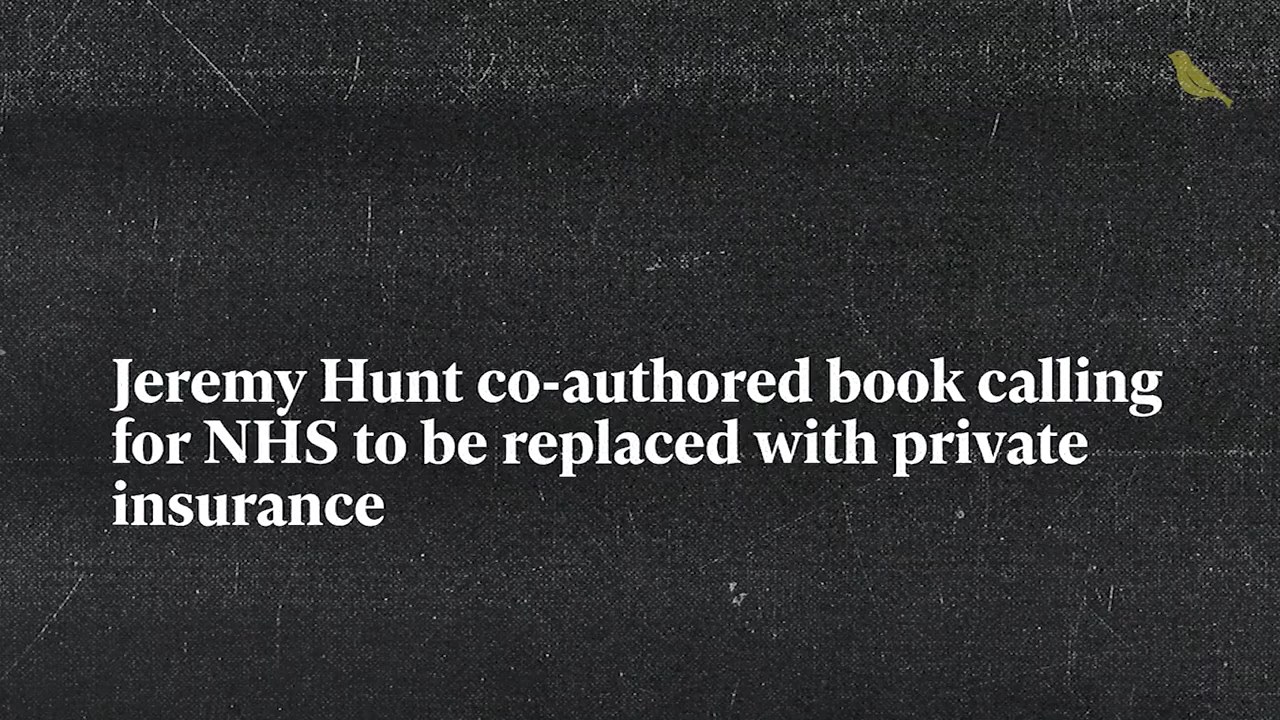 Jeremy Hunt co-authored book calling
for NHS to be replaced with private
insurance